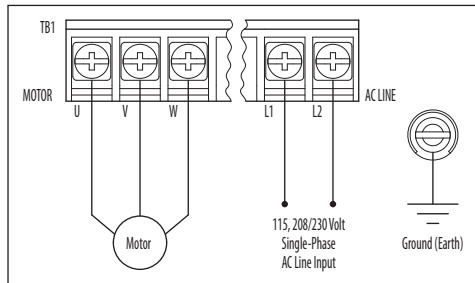 TB1
MOTOR
U V W L1 L2
AC LINE
Motor
115, 208/230 Volt
Single-Phase
AC Line Input
Ground (Earth)